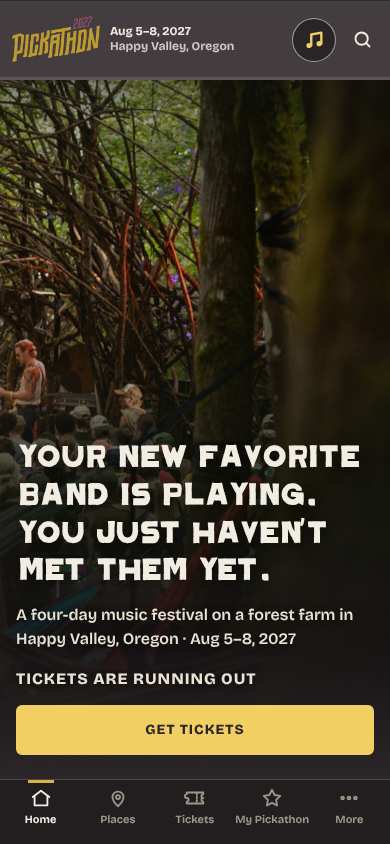 2027
PICKATHON
Aug 5–8, 2027
Happy Valley, Oregon
YOUR NEW FAVORITE
BAND IS PLAYING.
YOU JUST HAVEN'T
MET THEM YET.
A four-day music festival on a forest farm in
Happy Valley, Oregon · Aug 5–8, 2027
TICKETS ARE RUNNING OUT
GET TICKETS
Home
Places
Tickets
My Pickathon
More